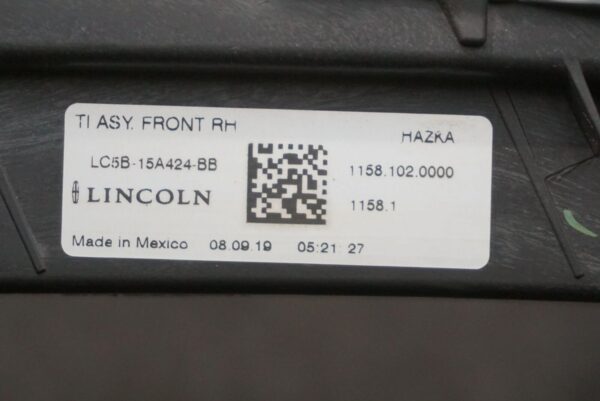 TI ASY. FRONT RH
HAZKA
LC5B-15A424-BB
1158.102.0000
LINCOLN
1158.1
Made in Mexico 08.09.19 05:21:27